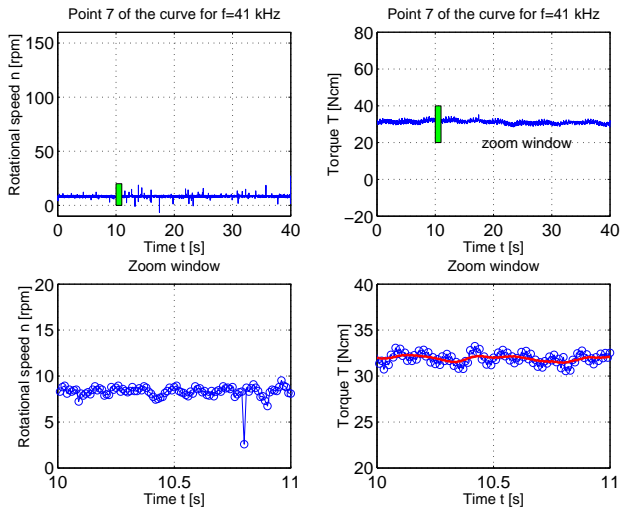 Point 7 of the curve for f=41 kHz
Rotational speed n [rpm]
150
100
50
0
0 10 20 30 40
Time t [s]
Point 7 of the curve for f=41 kHz
Torque T [Ncm]
80
60
40
20
0
−20
zoom window
0 10 20 30 40
Time t [s]
Zoom window
Rotational speed n [rpm]
20
15
10
5
0
10 10.5 11
Time t [s]
Zoom window
Torque T [Ncm]
40
35
30
25
20
10 10.5 11
Time t [s]